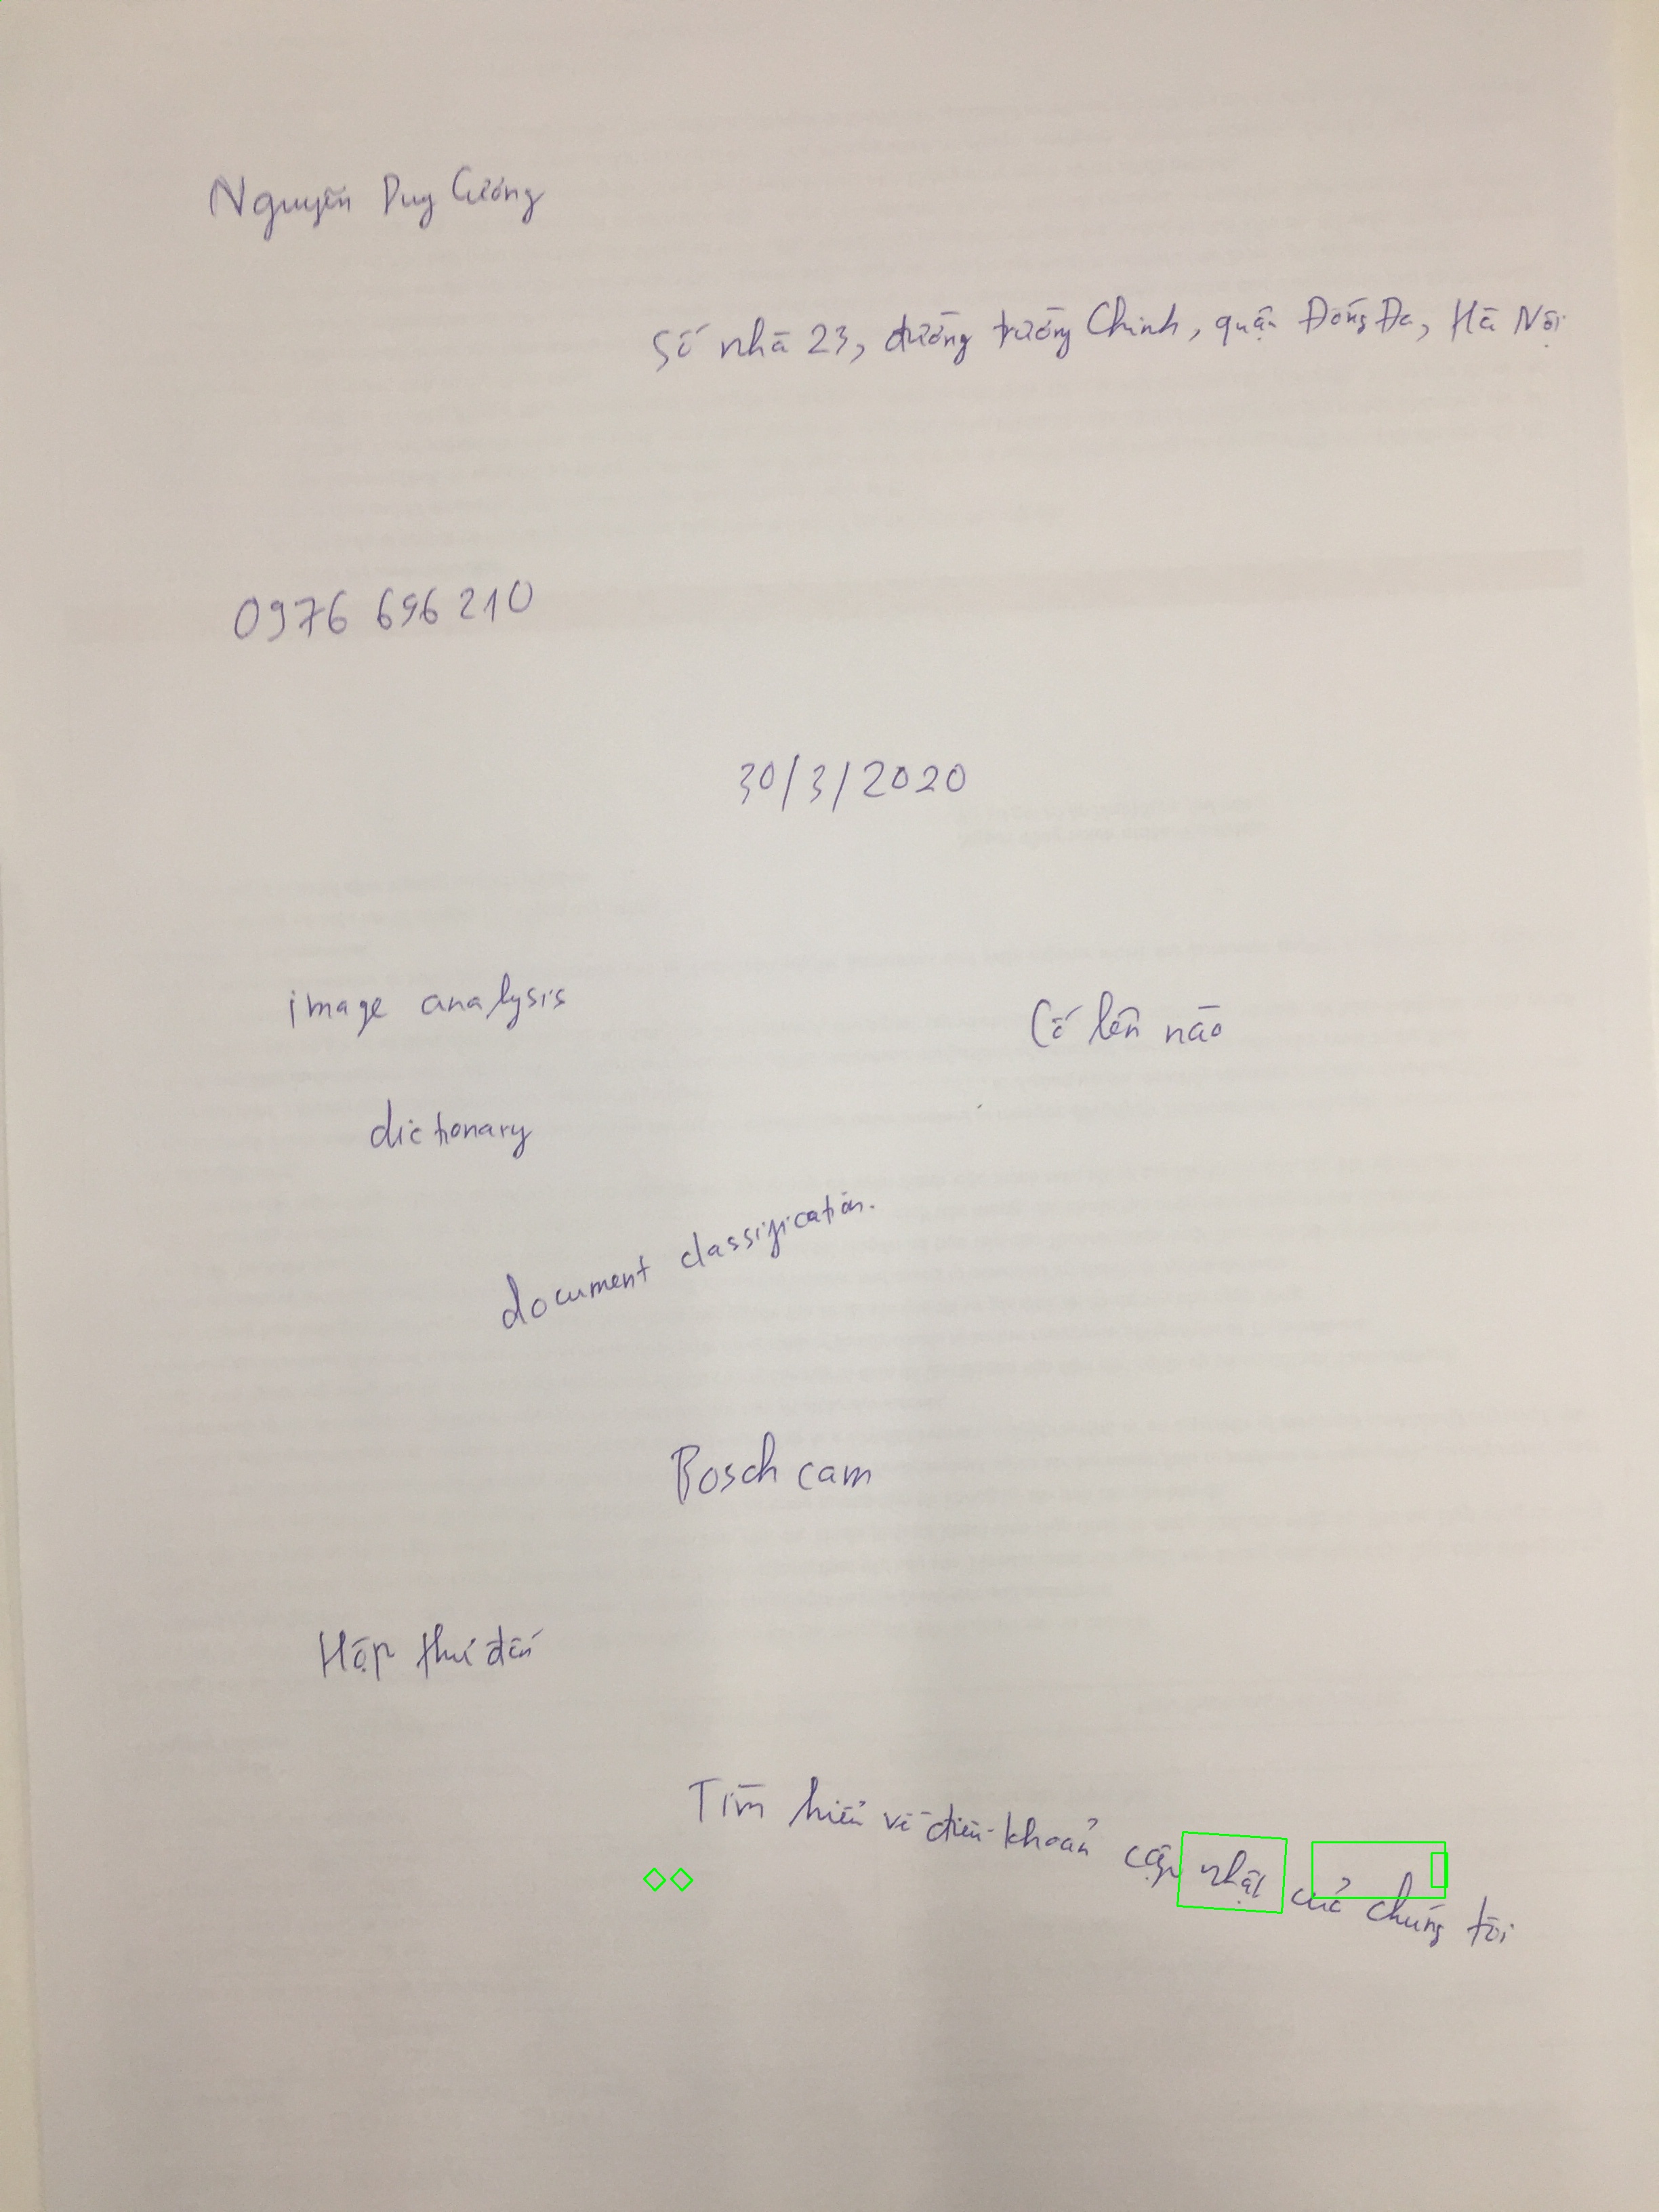 Nguyễn Duy Cường
Số nhà 23, đường trường Chinh, quận Đống Đa, Hà Nội
0976 696 210
30/3/2020
image analysis
Cố lên nào
dictionary
document classification.
Bosch cam
Hộp thư đến
Tìm hiểu về điều khoản cập nhật của chúng tôi